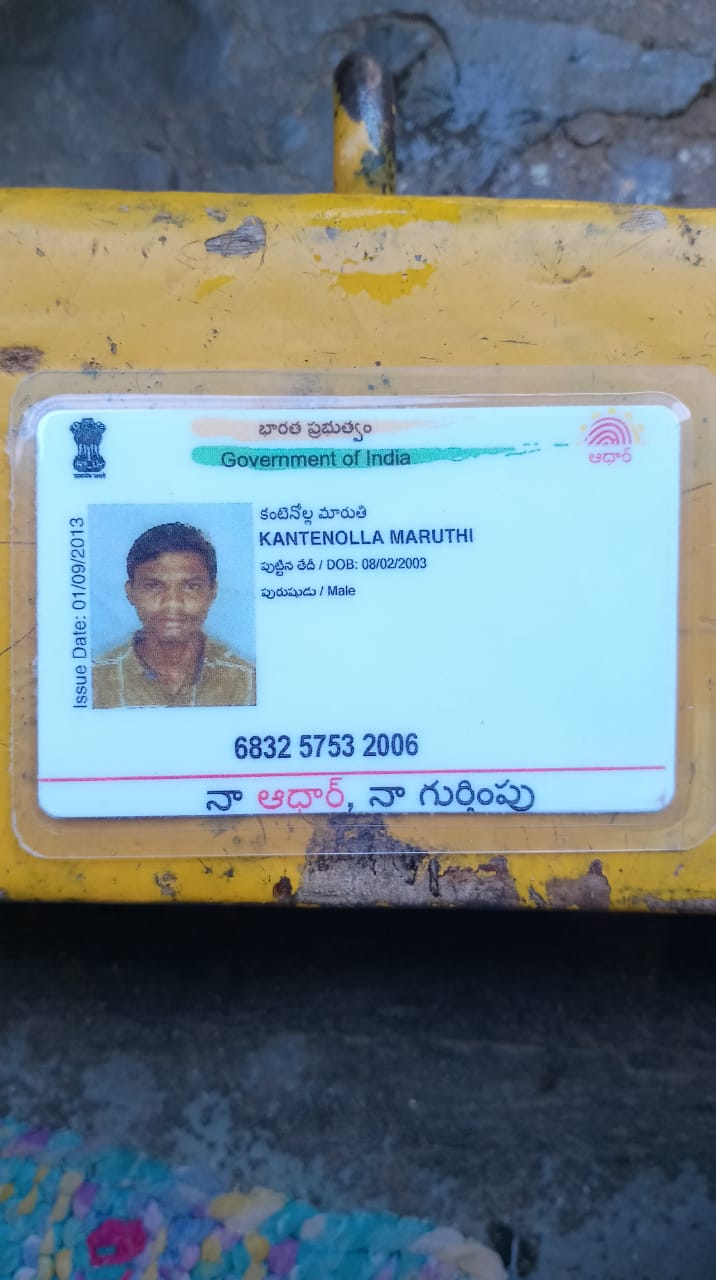 భారత ప్రభుత్వం
Government of India
ఆధార్
Issue Date: 01/09/2013
కంటెనోల్ల మారుతి
KANTENOLLA MARUTHI
పుట్టిన తేదీ / DOB: 08/02/2003
పురుషుడు / Male
6832 5753 2006
నా ఆధార్, నా గుర్తింపు